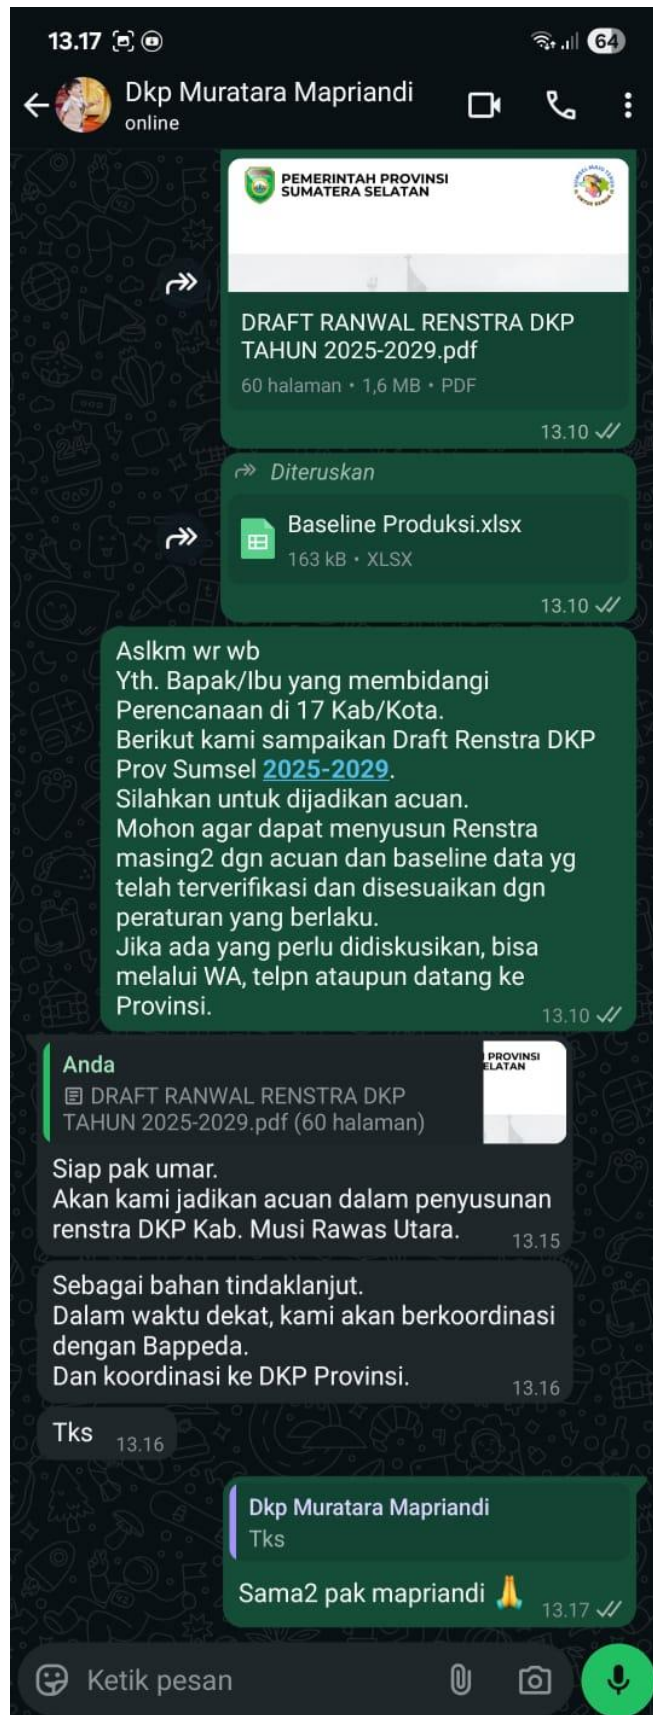 13.17
64
Dkp Muratara Mapriandi
online
PEMERINTAH PROVINSI
SUMATERA SELATAN
DRAFT RANWAL RENSTRA DKP
TAHUN 2025-2029.pdf
60 halaman • 1,6 MB • PDF
13.10
Diteruskan
Baseline Produksi.xlsx
163 kB • XLSX
13.10
Aslkm wr wb
Yth. Bapak/Ibu yang membidangi
Perencanaan di 17 Kab/Kota.
Berikut kami sampaikan Draft Renstra DKP
Prov Sumsel 2025-2029.
Silahkan untuk dijadikan acuan.
Mohon agar dapat menyusun Renstra
masing2 dgn acuan dan baseline data yg
telah terverifikasi dan disesuaikan dgn
peraturan yang berlaku.
Jika ada yang perlu didiskusikan, bisa
melalui WA, telpn ataupun datang ke
Provinsi.
13.10
Anda
DRAFT RANWAL RENSTRA DKP
TAHUN 2025-2029.pdf (60 halaman)
PROVINSI
ELATAN
Siap pak umar.
Akan kami jadikan acuan dalam penyusunan
renstra DKP Kab. Musi Rawas Utara.
13.15
Sebagai bahan tindaklanjut.
Dalam waktu dekat, kami akan berkoordinasi
dengan Bappeda.
Dan koordinasi ke DKP Provinsi.
13.16
Tks
13.16
Dkp Muratara Mapriandi
Tks
Sama2 pak mapriandi 🙏
13.17
Ketik pesan